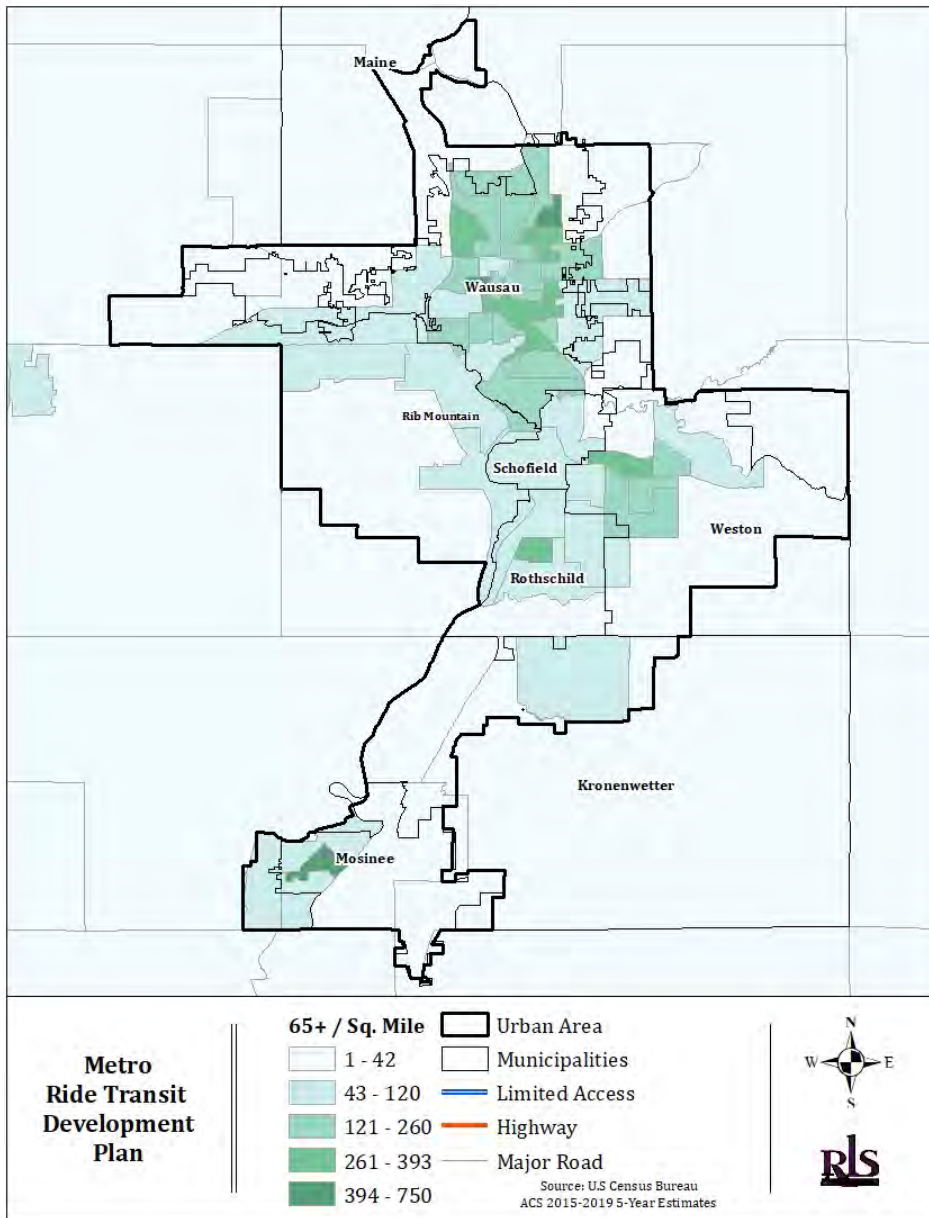 Maine
Wausau
Rib Mountain
Schofield
Weston
Rothschild
Kronenwetter
Mosinee
Metro
Ride Transit
Development
Plan
65+ / Sq. Mile
1 - 42
43 - 120
121 - 260
261 - 393
394 - 750
Urban Area
Municipalities
Limited Access
Highway
Major Road
Source: U.S Census Bureau
ACS 2015-2019 5-Year Estimates
N
W
E
S
RLS